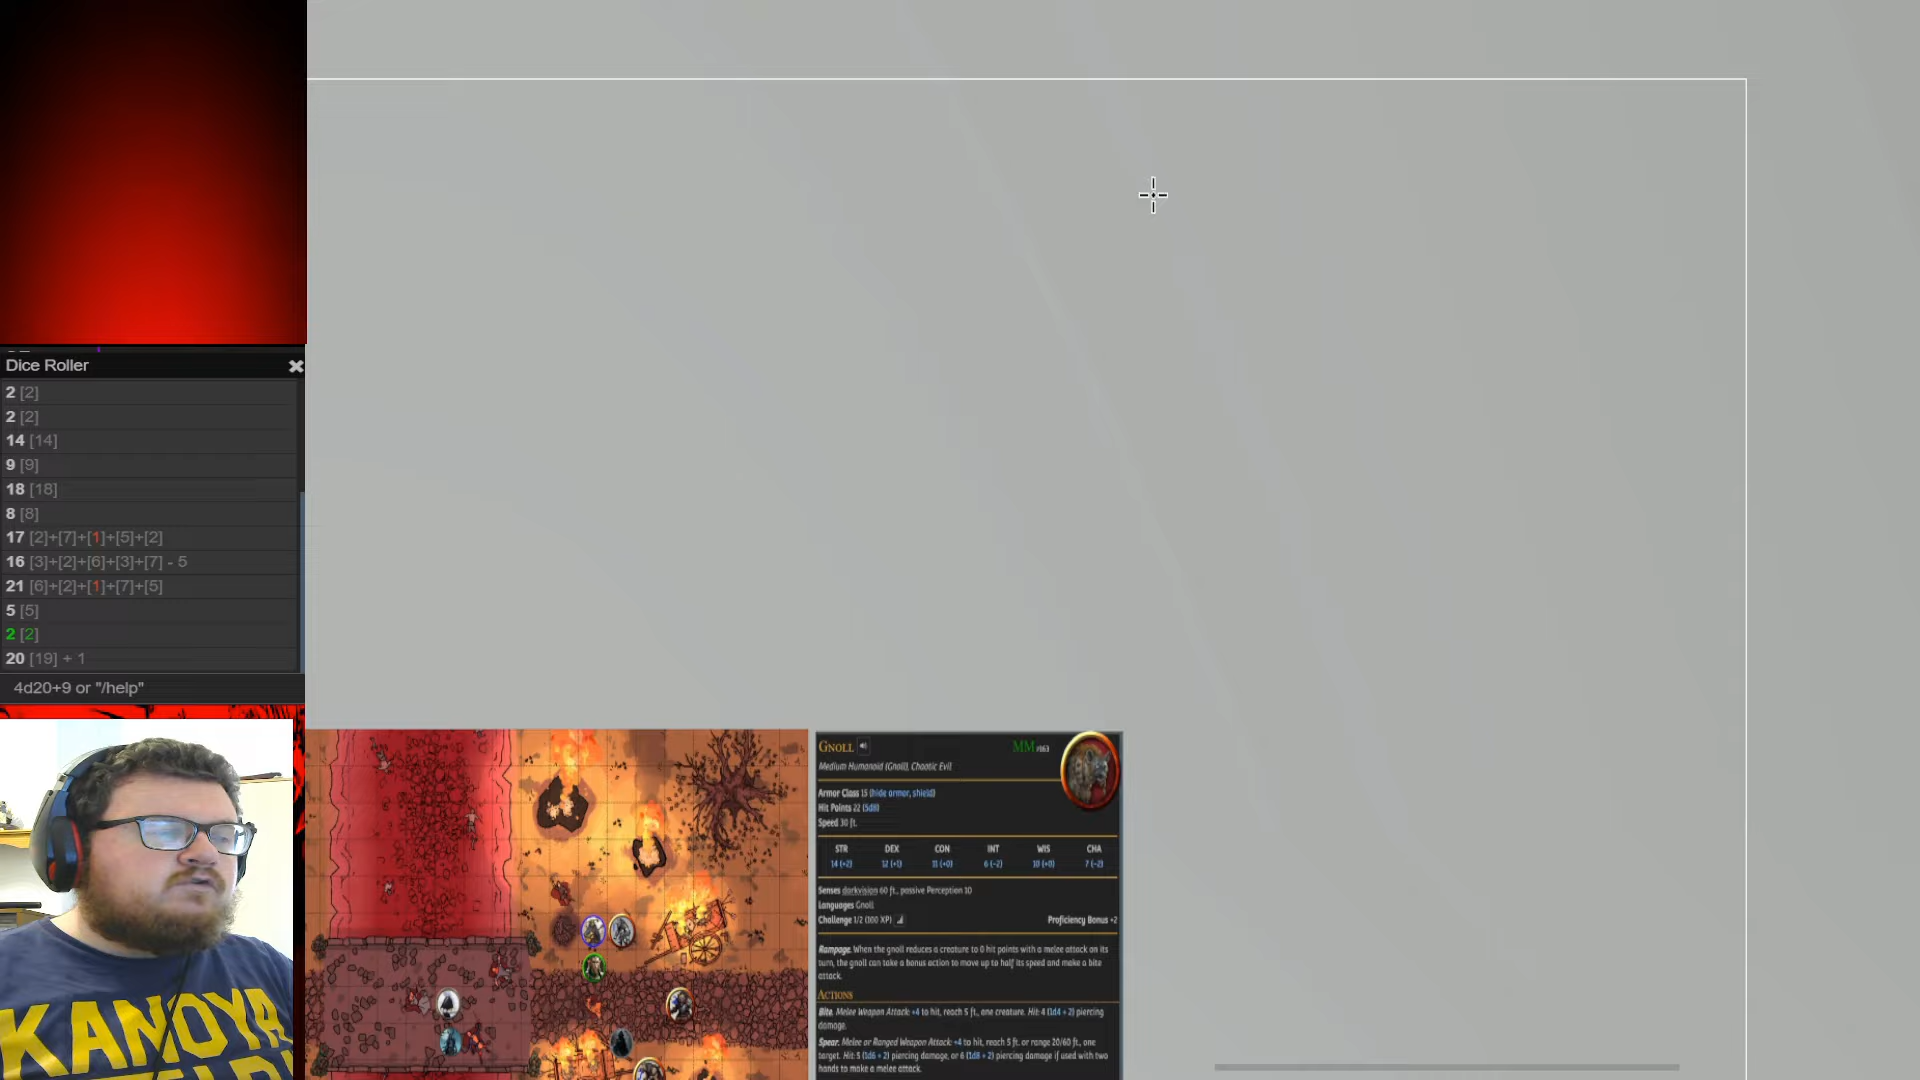 Dice Roller
2 [2]
2 [2]
14 [14]
9 [9]
18 [18]
8 [8]
17 [2]+[7]+[1]+[5]+[2]
16 [3]+[2]+[6]+[3]+[7] - 5
21 [6]+[2]+[1]+[7]+[5]
5 [5]
2 [2]
20 [19] + 1
4d20+9 or "/help"
KANOYA
GNOLL MM
Medium Humanoid (Gnoll), Chaotic Evil
Armor Class 15 (hide armor, shield)
Hit Points 22 (5d8)
Speed 30 ft.
STR DEX CON INT WIS CHA
14 (+2) 12 (+1) 11 (+0) 6 (-2) 10 (+0) 7 (-2)
Senses darkvision 60 ft., passive Perception 10
Languages Gnoll
Challenge 1/2 (100 XP) Proficiency Bonus +2
Rampage. When the gnoll reduces a creature to 0 hit points with a melee attack on its
turn, the gnoll can take a bonus action to move up to half its speed and make a bite
attack.
ACTIONS
Bite. Melee Weapon Attack: +4 to hit, reach 5 ft., one creature. Hit: 4 (1d4 + 2) piercing
damage.
Spear. Melee or Ranged Weapon Attack: +4 to hit, reach 5 ft. or range 20/60 ft., one
target. Hit: 5 (1d6 + 2) piercing damage, or 6 (1d8 + 2) piercing damage if used with two
hands to make a melee attack.